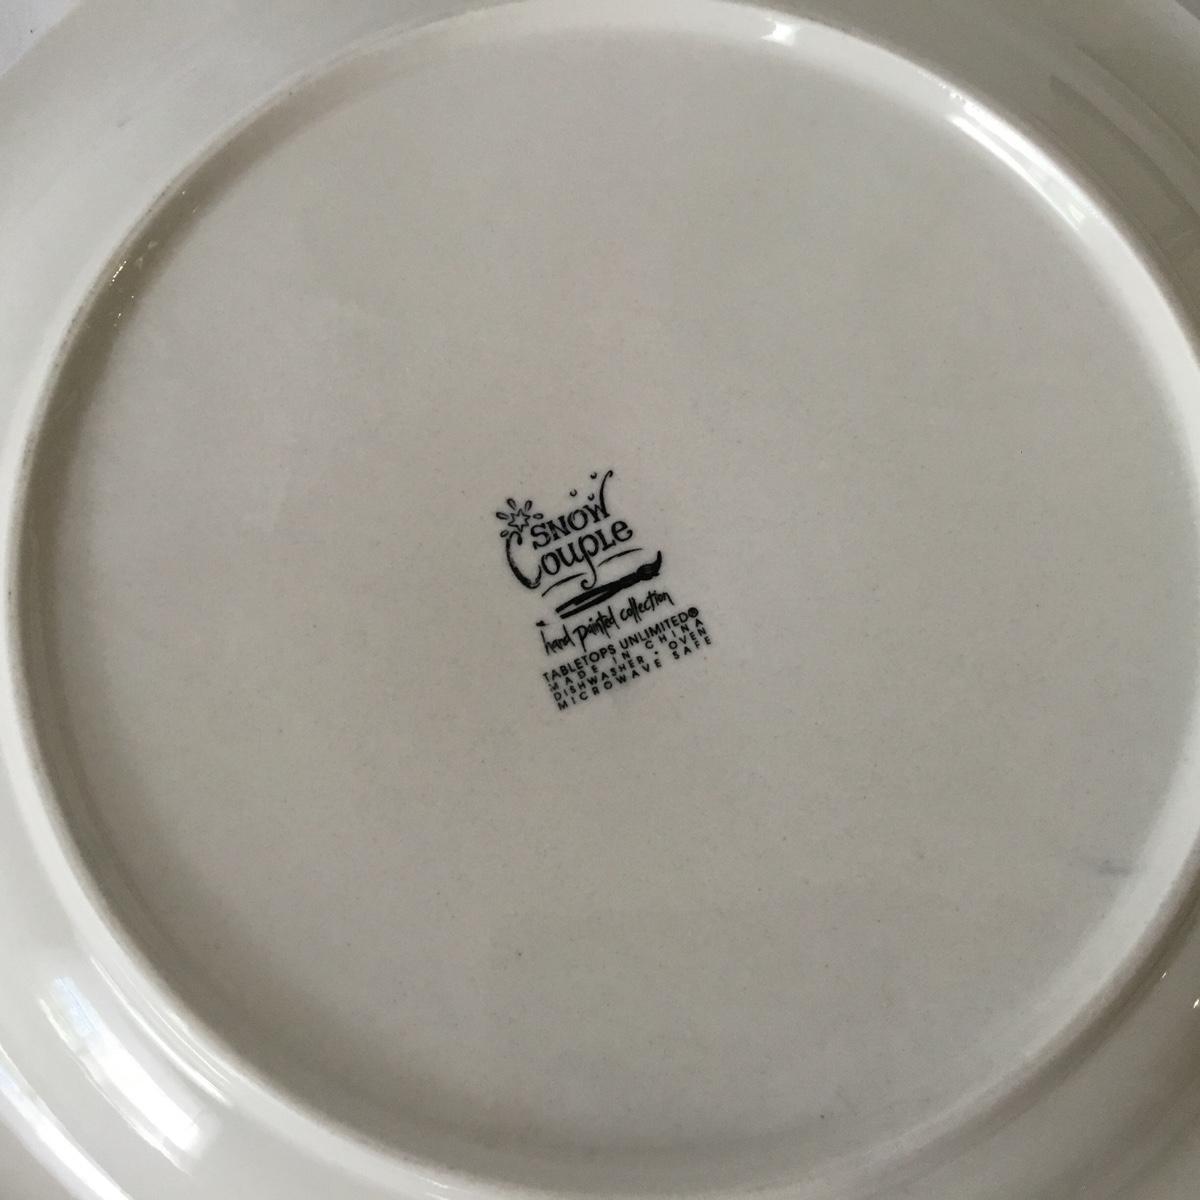 SNOW
Couple
hand painted collection
TABLETOPS UNLIMITED®
MADE IN CHINA
DISHWASHER • OVEN
MICROWAVE SAFE